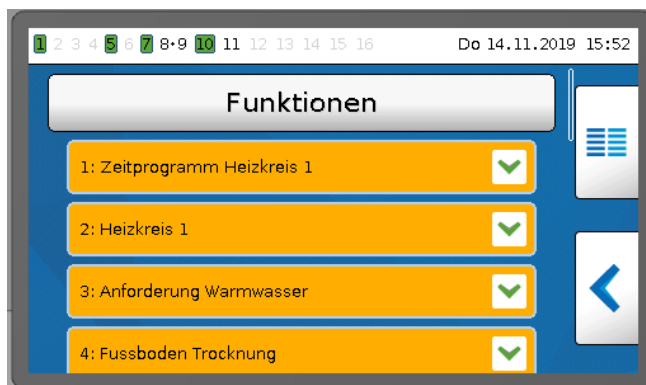 1 2 3 4 5 6 7 8•9 10 11 12 13 14 15 16 Do 14.11.2019 15:52
Funktionen
1: Zeitprogramm Heizkreis 1
2: Heizkreis 1
3: Anforderung Warmwasser
4: Fussboden Trocknung